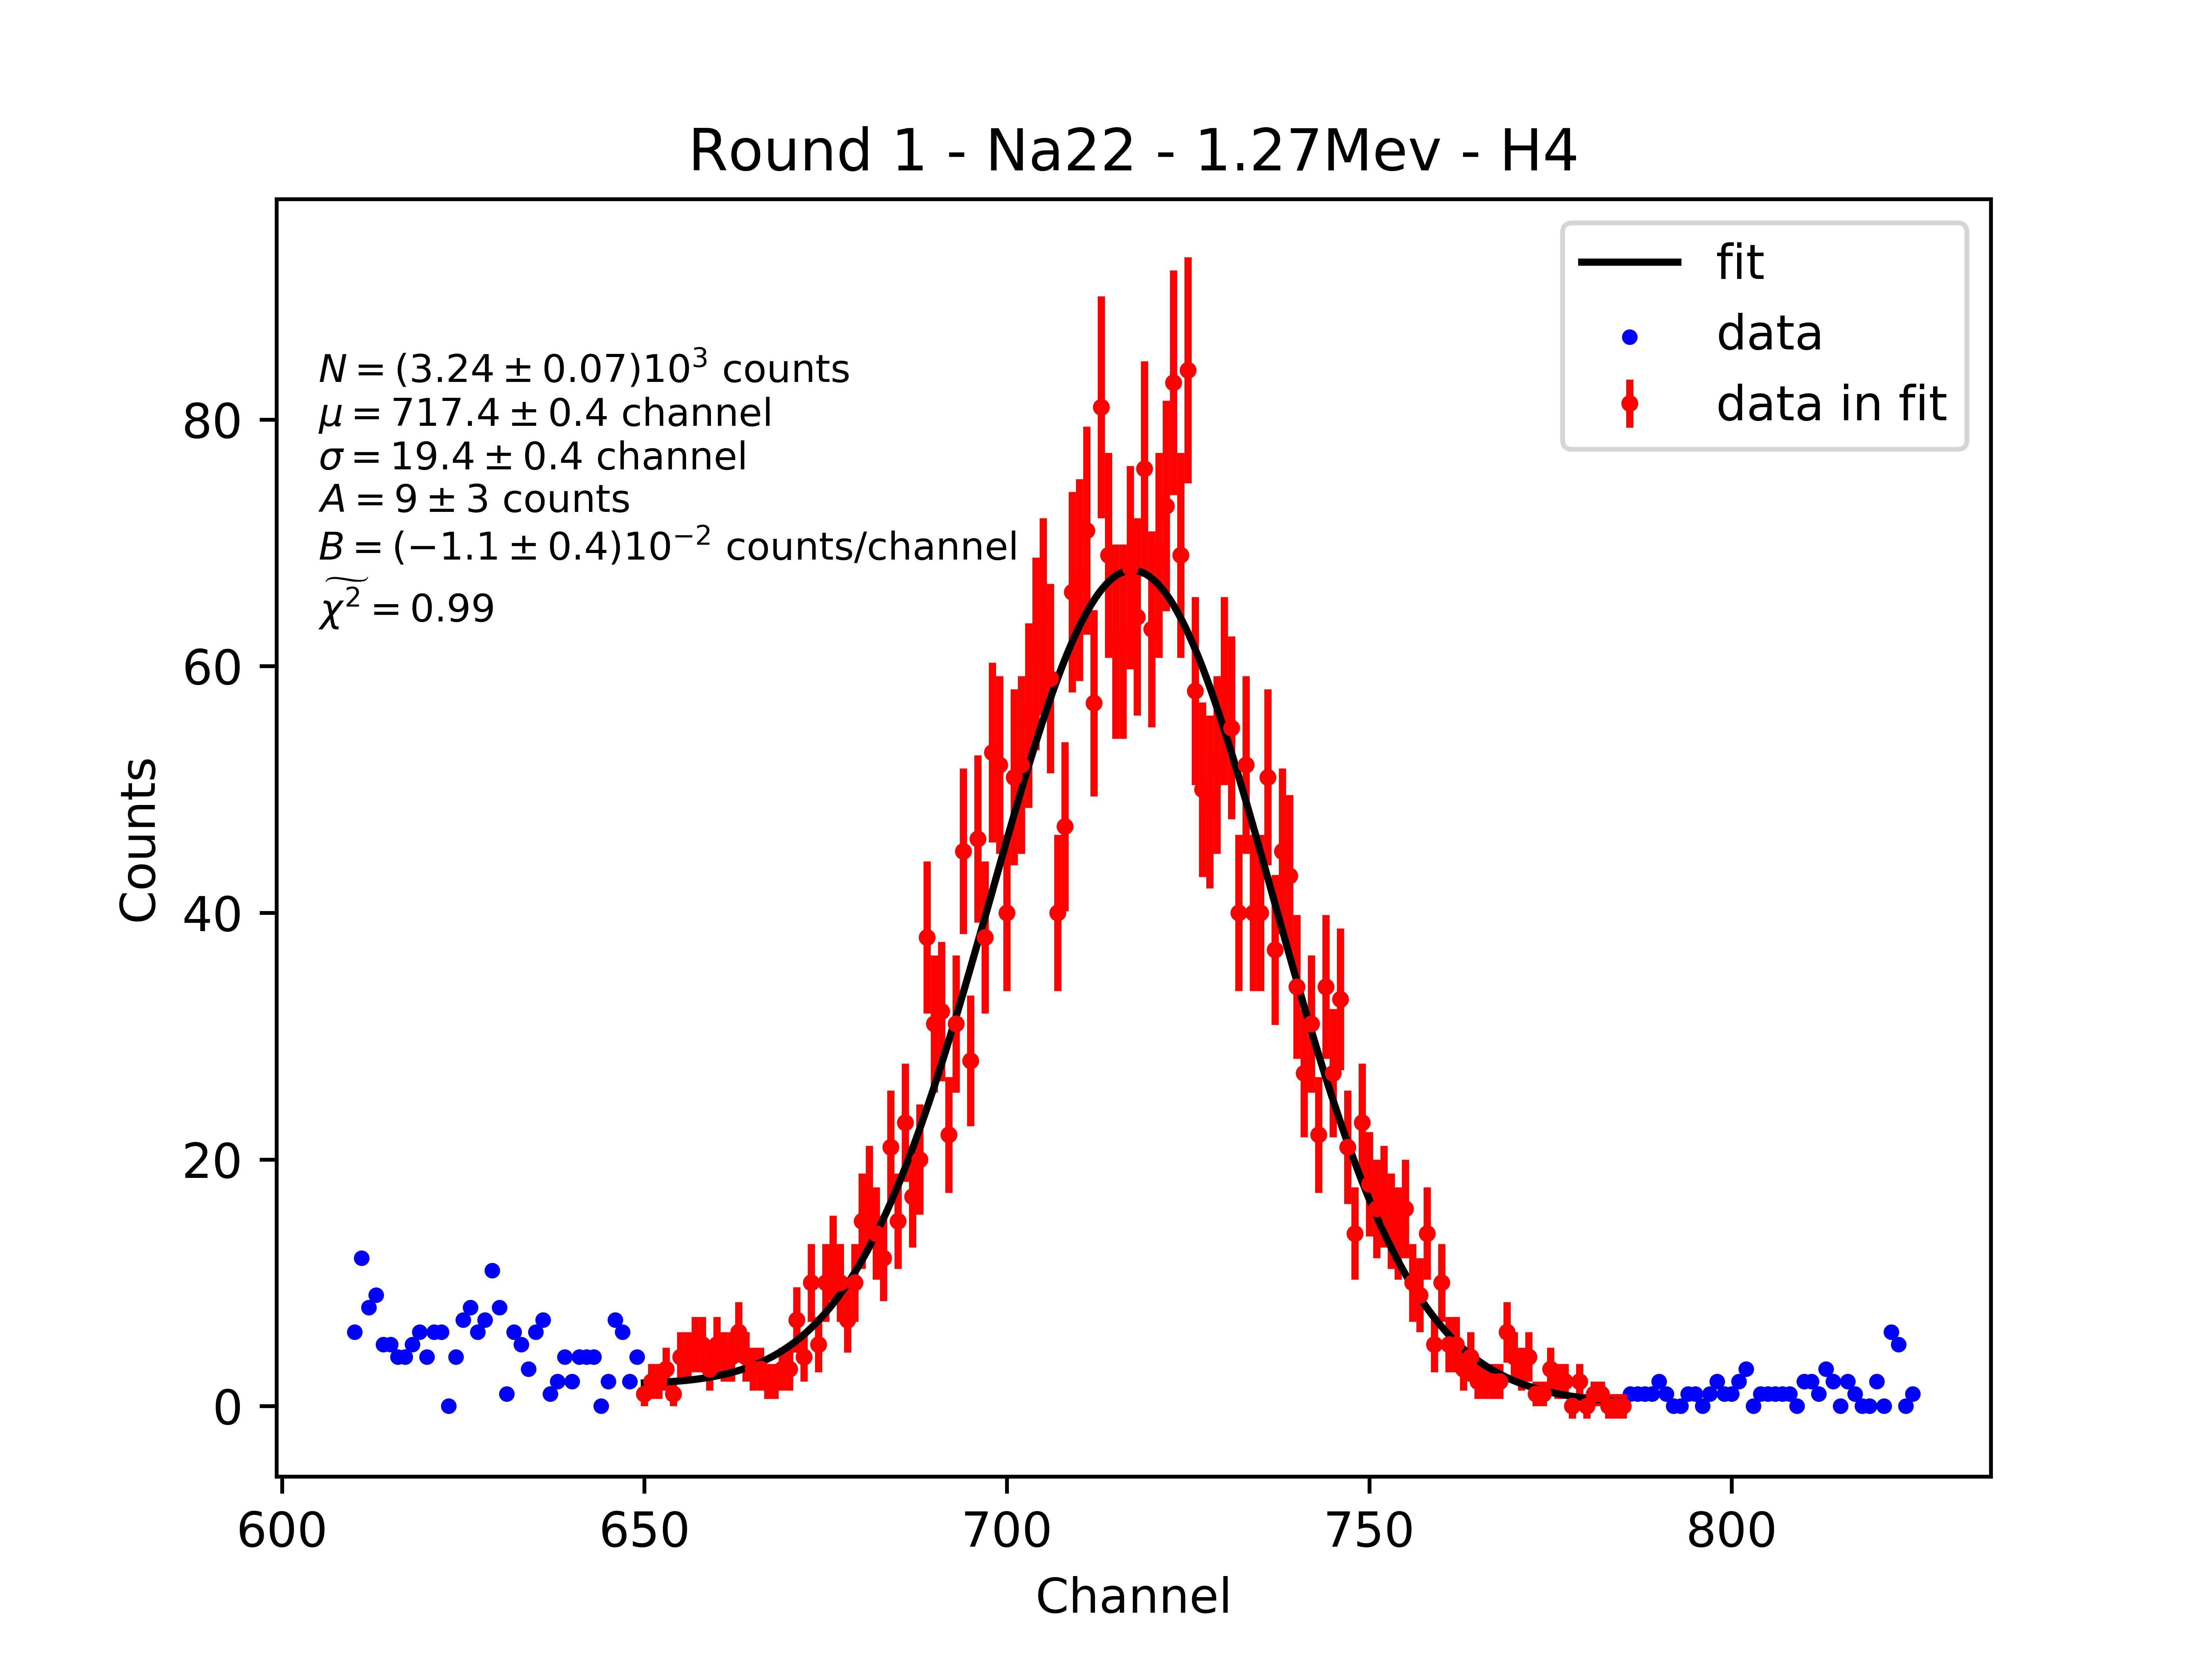 Round 1 - Na22 - 1.27Mev - H4
fit
data
data in fit
N = (3.24 ± 0.07)10³ counts
μ = 717.4 ± 0.4 channel
σ = 19.4 ± 0.4 channel
A = 9 ± 3 counts
B = (−1.1 ± 0.4)10⁻² counts/channel
χ̃² = 0.99
80
60
40
20
0
Counts
600 650 700 750 800
Channel